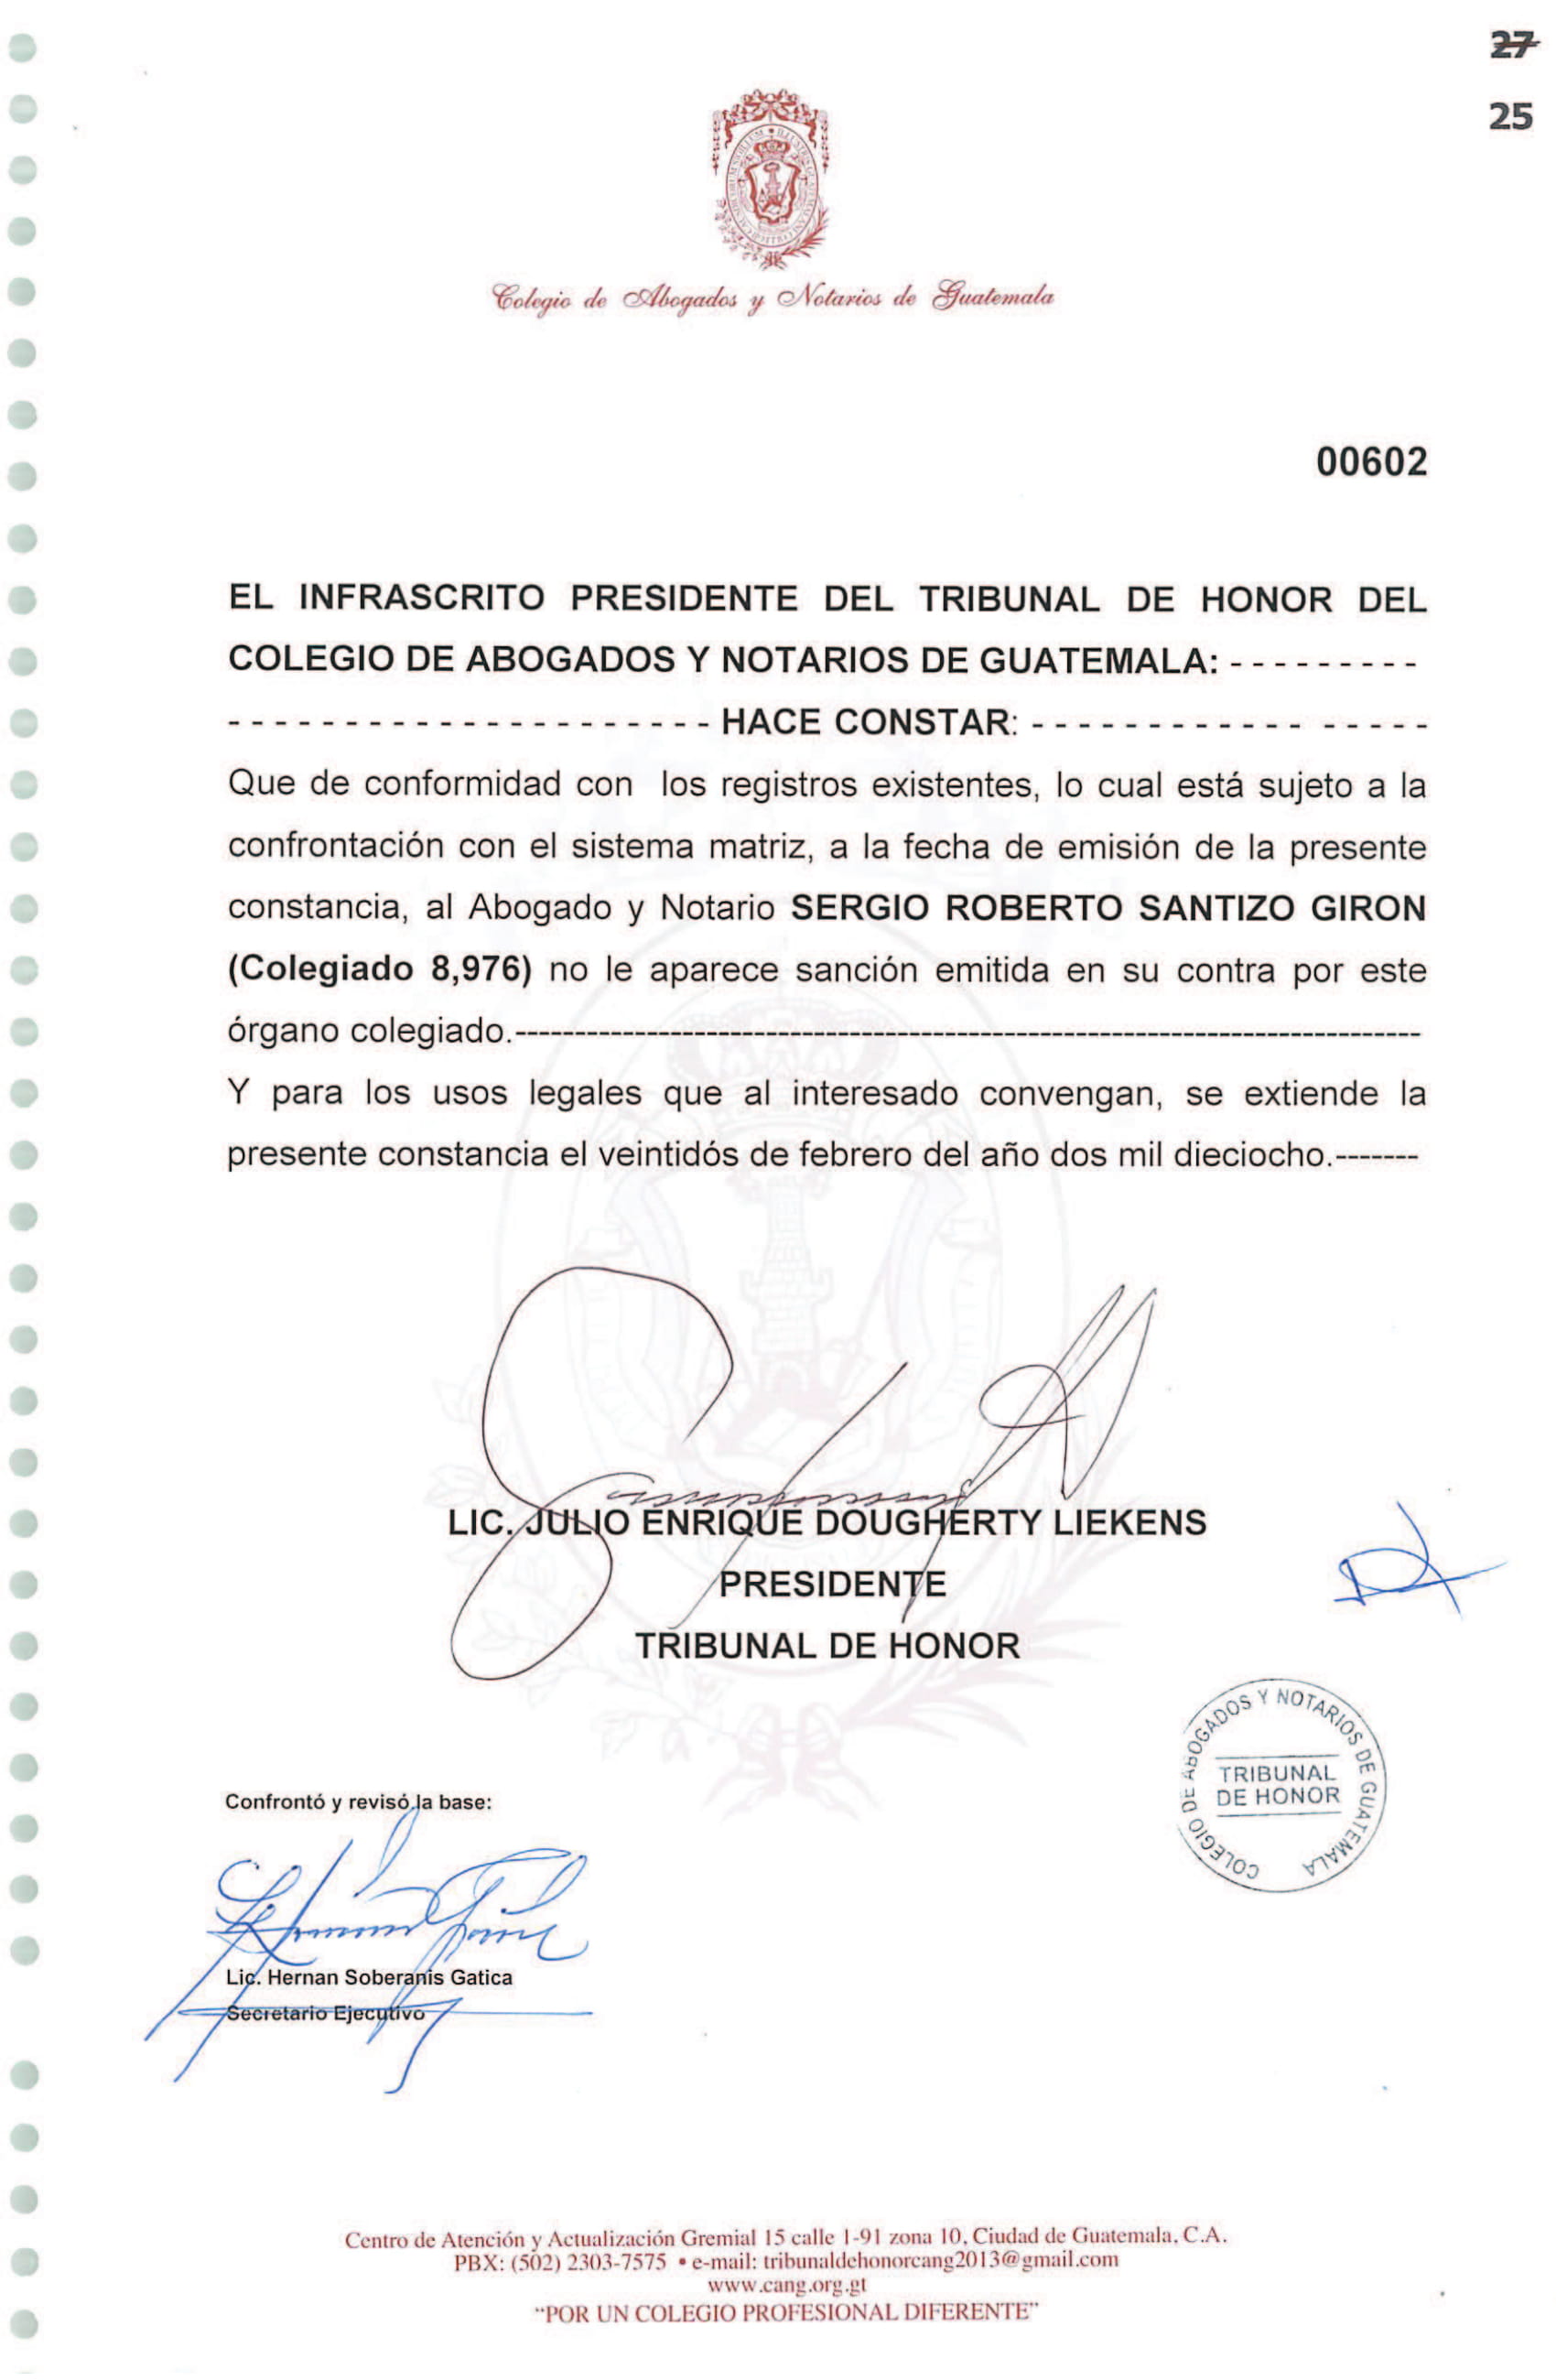 27
25
Colegio de Abogados y Notarios de Guatemala
00602
EL INFRASCRITO PRESIDENTE DEL TRIBUNAL DE HONOR DEL
COLEGIO DE ABOGADOS Y NOTARIOS DE GUATEMALA: - - - - - - - - -
- - - - - - - - - - - - - - - - - - - - - HACE CONSTAR: - - - - - - - - - - - - - - - - -
Que de conformidad con los registros existentes, lo cual está sujeto a la
confrontación con el sistema matriz, a la fecha de emisión de la presente
constancia, al Abogado y Notario SERGIO ROBERTO SANTIZO GIRON
(Colegiado 8,976) no le aparece sanción emitida en su contra por este
órgano colegiado.----------------------------------------------------------------------------
Y para los usos legales que al interesado convengan, se extiende la
presente constancia el veintidós de febrero del año dos mil dieciocho.-------
LIC. JULIO ENRIQUE DOUGHERTY LIEKENS
PRESIDENTE
TRIBUNAL DE HONOR
COLEGIO DE ABOGADOS Y NOTARIOS DE GUATEMALA
TRIBUNAL
DE HONOR
Confrontó y revisó la base:
Lic. Hernan Soberanis Gatica
Secretario Ejecutivo
Centro de Atención y Actualización Gremial 15 calle 1-91 zona 10, Ciudad de Guatemala, C.A.
PBX: (502) 2303-7575 • e-mail: tribunaldehonorcang2013@gmail.com
www.cang.org.gt
"POR UN COLEGIO PROFESIONAL DIFERENTE"